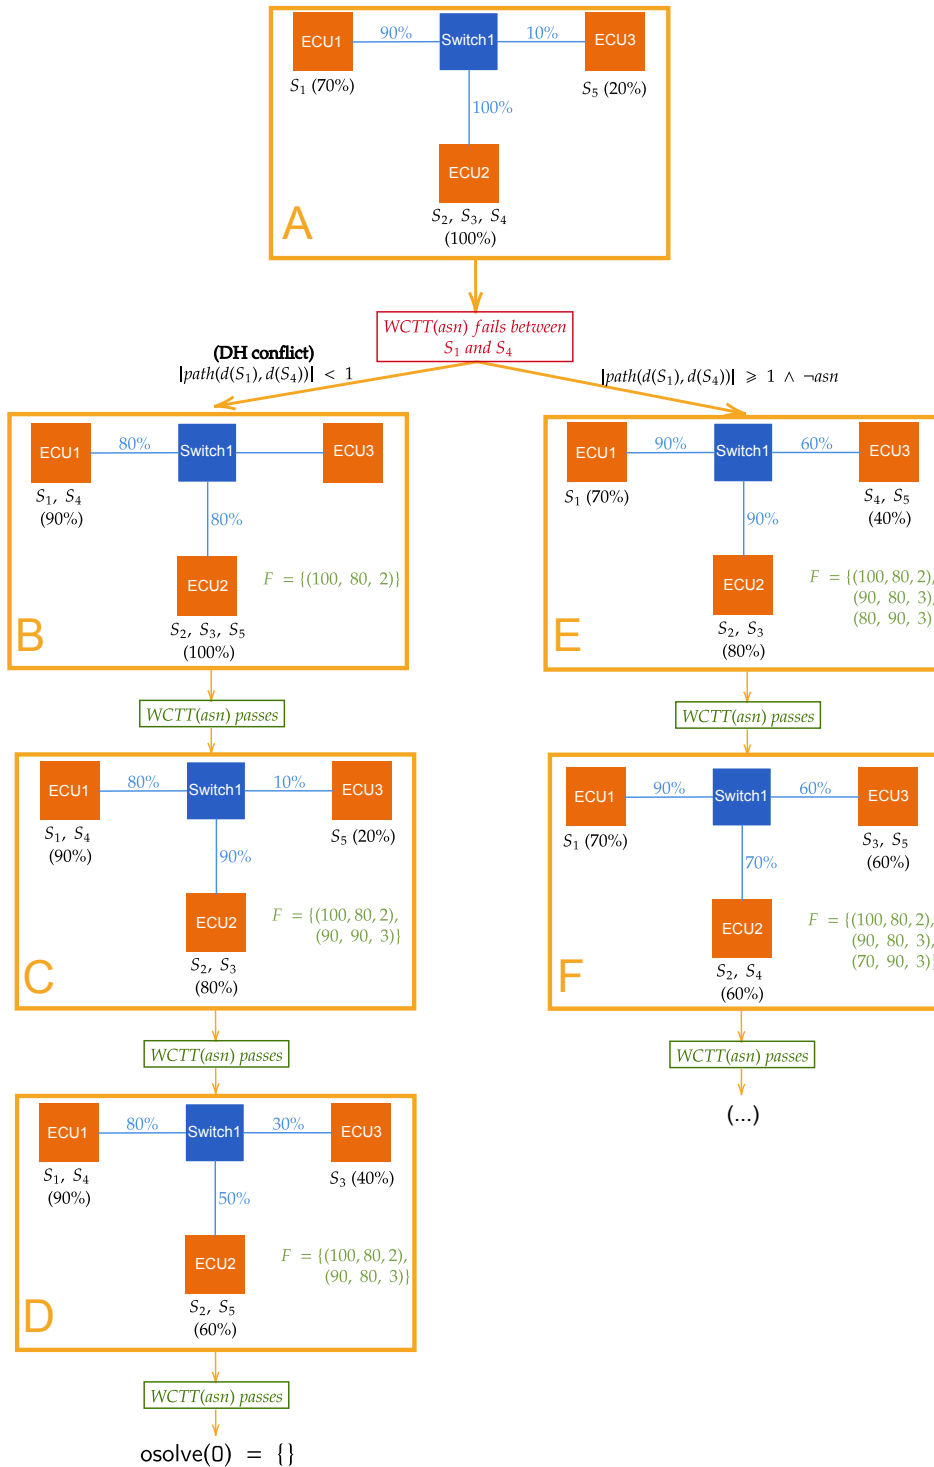 ECU1 90% Switch1 10% ECU3
S₁ (70%) S₅ (20%)
100%
ECU2
A
S₂, S₃, S₄
(100%)
WCTT(asn) fails between
S₁ and S₄
(DH conflict)
|path(d(S₁), d(S₄))| < 1
|path(d(S₁), d(S₄))| ⩾ 1 ∧ ¬asn
ECU1 80% Switch1 ECU3
S₁, S₄
(90%)
80%
ECU2
F = {(100, 80, 2)}
B
S₂, S₃, S₅
(100%)
WCTT(asn) passes
ECU1 90% Switch1 60% ECU3
S₁ (70%)
S₄, S₅
(40%)
90%
ECU2
F = {(100, 80, 2),
(90, 80, 3),
(80, 90, 3)
E
S₂, S₃
(80%)
WCTT(asn) passes
ECU1 80% Switch1 10% ECU3
S₁, S₄
(90%)
S₅ (20%)
90%
ECU2
F = {(100, 80, 2),
(90, 90, 3)}
C
S₂, S₃
(80%)
WCTT(asn) passes
ECU1 90% Switch1 60% ECU3
S₁ (70%)
S₃, S₅
(60%)
70%
ECU2
F = {(100, 80, 2),
(90, 80, 3),
(70, 90, 3)}
F
S₂, S₄
(60%)
WCTT(asn) passes
(...)
ECU1 80% Switch1 30% ECU3
S₁, S₄
(90%)
S₃ (40%)
50%
ECU2
F = {(100, 80, 2),
(90, 80, 3)}
D
S₂, S₅
(60%)
WCTT(asn) passes
osolve(0) = {}